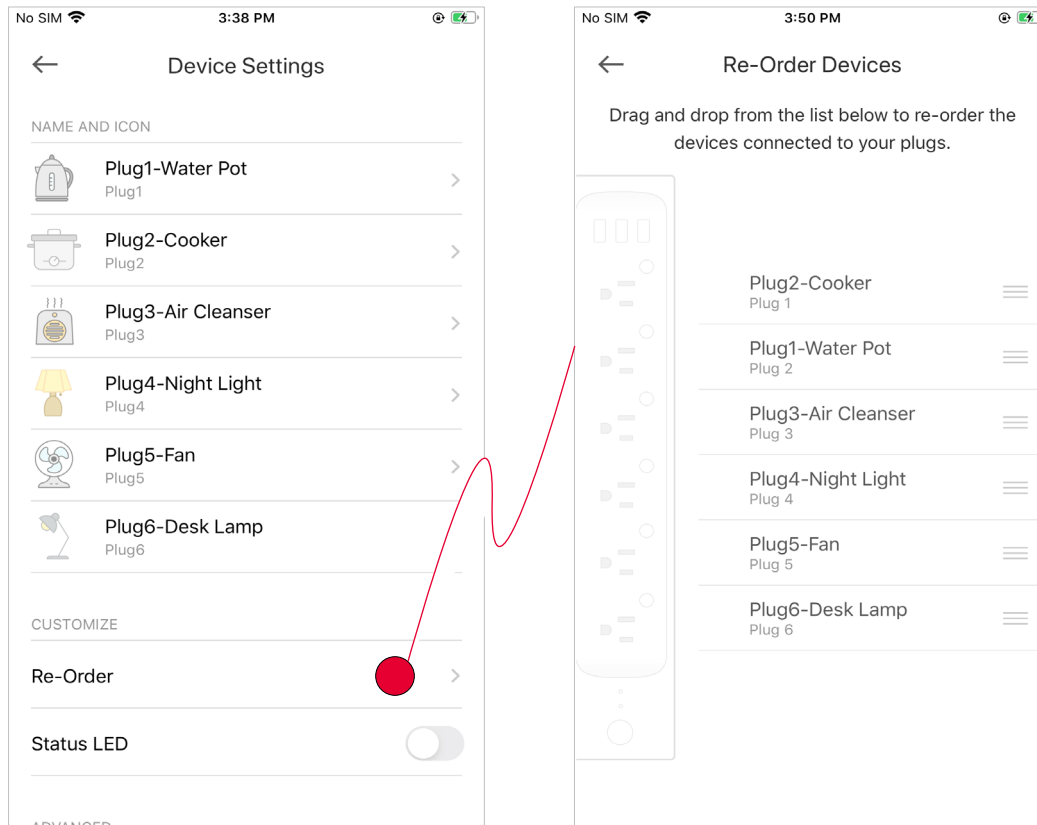 No SIM 3:38 PM
Device Settings
NAME AND ICON
Plug1-Water Pot
Plug1
Plug2-Cooker
Plug2
Plug3-Air Cleanser
Plug3
Plug4-Night Light
Plug4
Plug5-Fan
Plug5
Plug6-Desk Lamp
Plug6
CUSTOMIZE
Re-Order
Status LED
ADVANCED
No SIM 3:50 PM
Re-Order Devices
Drag and drop from the list below to re-order the
devices connected to your plugs.
Plug2-Cooker
Plug 1
Plug1-Water Pot
Plug 2
Plug3-Air Cleanser
Plug 3
Plug4-Night Light
Plug 4
Plug5-Fan
Plug 5
Plug6-Desk Lamp
Plug 6